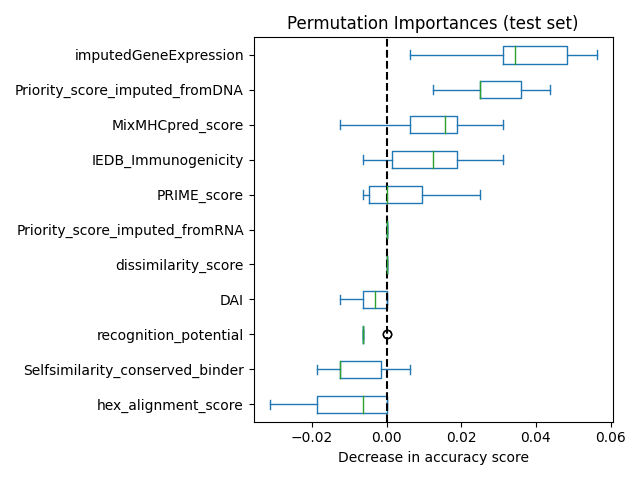 Permutation Importances (test set)
imputedGeneExpression
Priority_score_imputed_fromDNA
MixMHCpred_score
IEDB_Immunogenicity
PRIME_score
Priority_score_imputed_fromRNA
dissimilarity_score
DAI
recognition_potential
Selfsimilarity_conserved_binder
hex_alignment_score
−0.02 0.00 0.02 0.04 0.06
Decrease in accuracy score